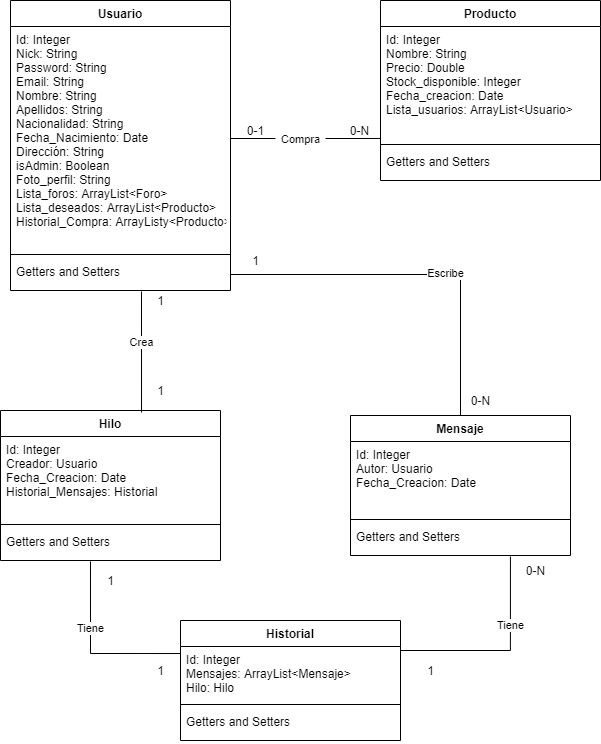 Usuario
Id: Integer
Nick: String
Password: String
Email: String
Nombre: String
Apellidos: String
Nacionalidad: String
Fecha_Nacimiento: Date
Dirección: String
isAdmin: Boolean
Foto_perfil: String
Lista_foros: ArrayList<Foro>
Lista_deseados: ArrayList<Producto>
Historial_Compra: ArrayListy<Producto>
Getters and Setters
Producto
Id: Integer
Nombre: String
Precio: Double
Stock_disponible: Integer
Fecha_creacion: Date
Lista_usuarios: ArrayList<Usuario>
Getters and Setters
0-1
Compra
0-N
1
Escribe
0-N
1
Crea
1
Hilo
Id: Integer
Creador: Usuario
Fecha_Creacion: Date
Historial_Mensajes: Historial
Getters and Setters
Mensaje
Id: Integer
Autor: Usuario
Fecha_Creacion: Date
Getters and Setters
1
Tiene
1
0-N
Tiene
1
Historial
Id: Integer
Mensajes: ArrayList<Mensaje>
Hilo: Hilo
Getters and Setters